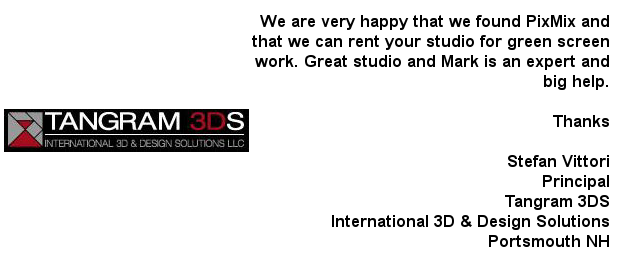 We are very happy that we found PixMix and
that we can rent your studio for green screen
work. Great studio and Mark is an expert and
big help.
Thanks
TANGRAM 3DS
INTERNATIONAL 3D & DESIGN SOLUTIONS LLC
Stefan Vittori
Principal
Tangram 3DS
International 3D & Design Solutions
Portsmouth NH